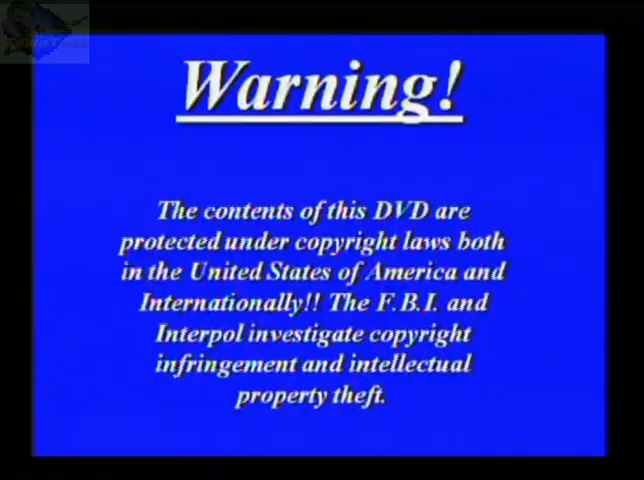 Warning!
The contents of this DVD are
protected under copyright laws both
in the United States of America and
Internationally!! The F.B.I. and
Interpol investigate copyright
infringement and intellectual
property theft.